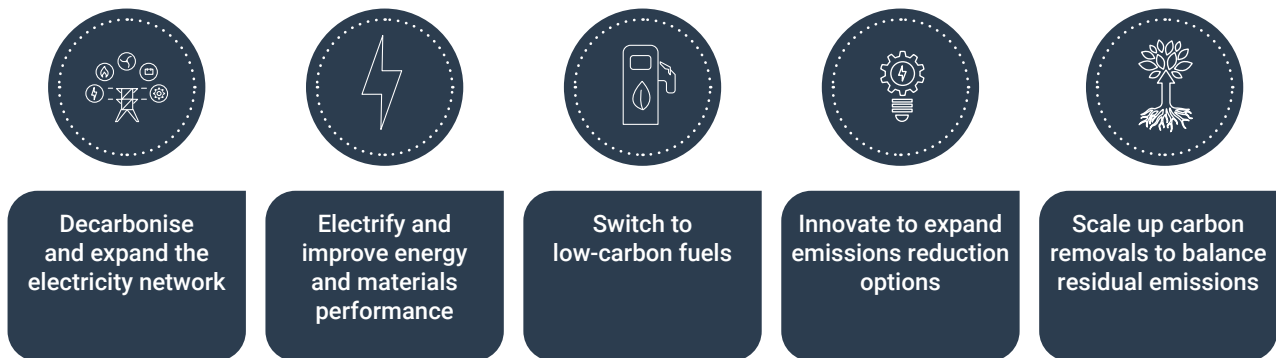 Decarbonise
and expand the
electricity network
Electrify and
improve energy
and materials
performance
Switch to
low-carbon fuels
Innovate to expand
emissions reduction
options
Scale up carbon
removals to balance
residual emissions